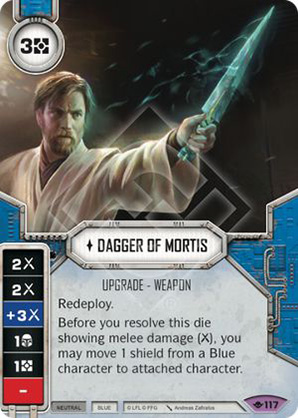 3
DAGGER OF MORTIS
UPGRADE - WEAPON
2
2
+3
1
1
-
Redeploy.
Before you resolve this die
showing melee damage (), you
may move 1 shield from a Blue
character to attached character.
NEUTRAL BLUE © LFL © FFG Andreas Zafiratos 117